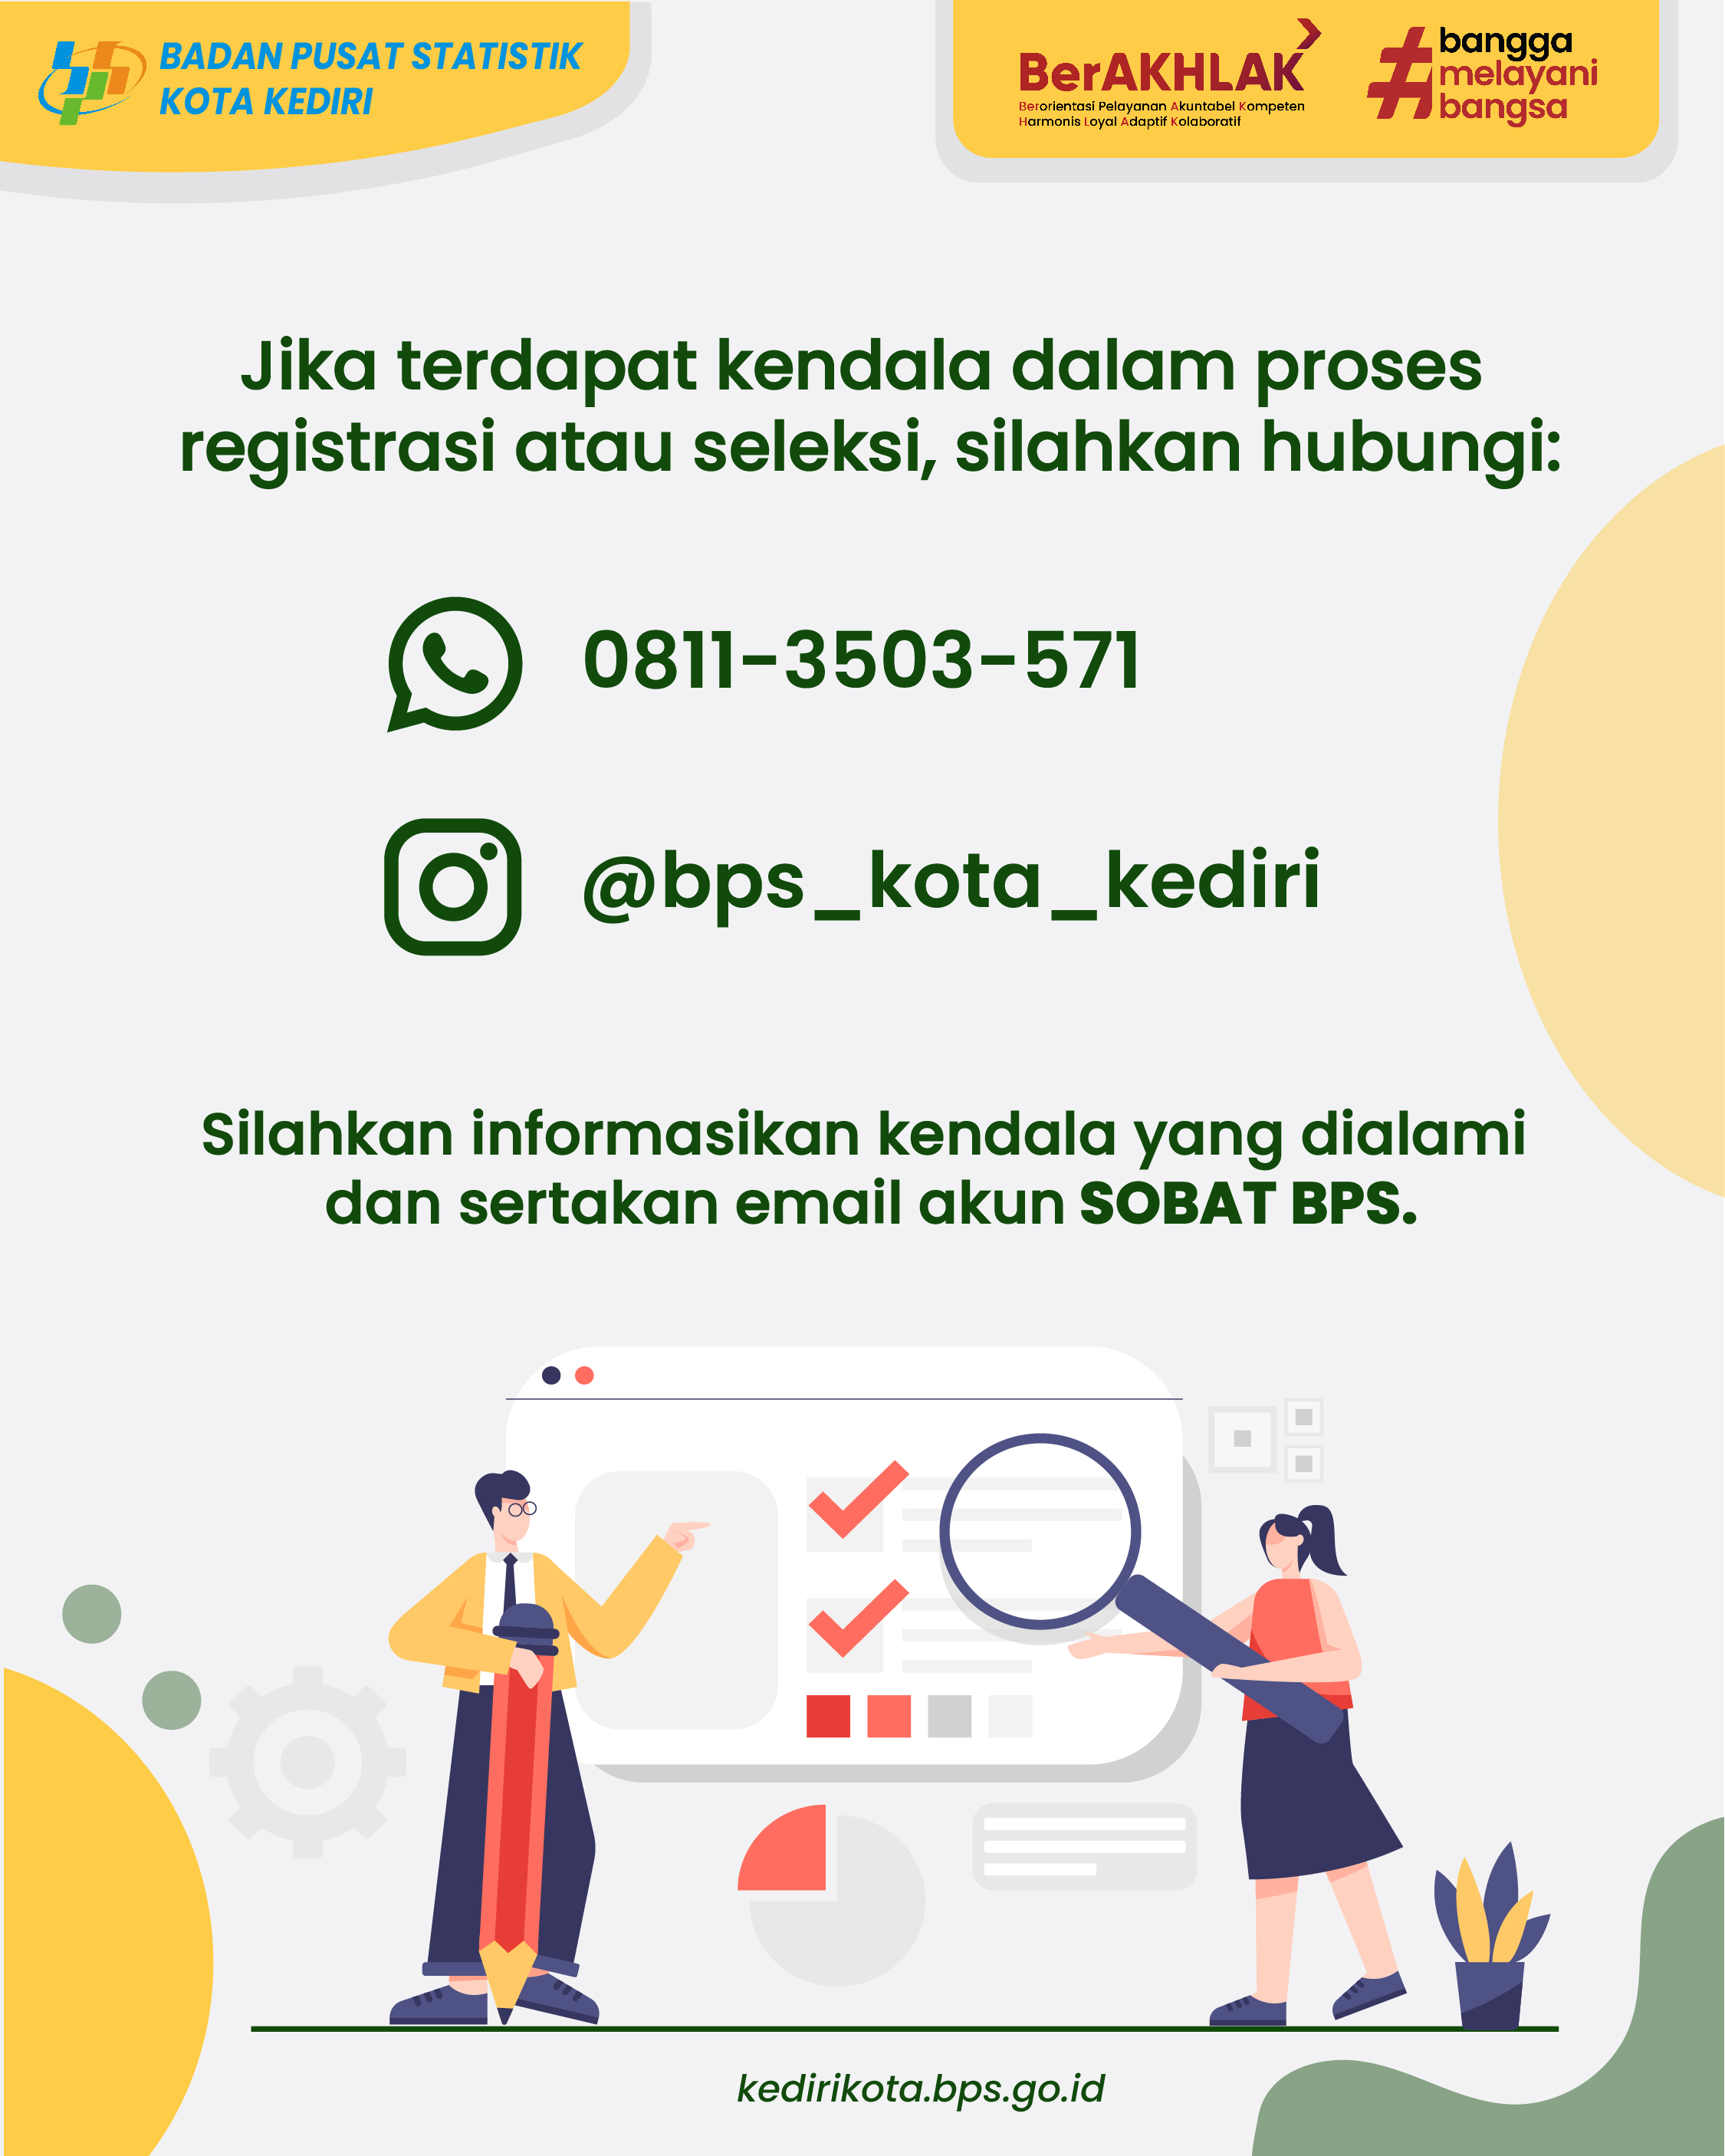 BADAN PUSAT STATISTIK
KOTA KEDIRI
BerAKHLAK
Berorientasi Pelayanan Akuntabel Kompeten
Harmonis Loyal Adaptif Kolaboratif
#bangga
melayani
bangsa
Jika terdapat kendala dalam proses
registrasi atau seleksi, silahkan hubungi:
0811-3503-571
@bps_kota_kediri
Silahkan informasikan kendala yang dialami
dan sertakan email akun SOBAT BPS.
kedirikota.bps.go.id